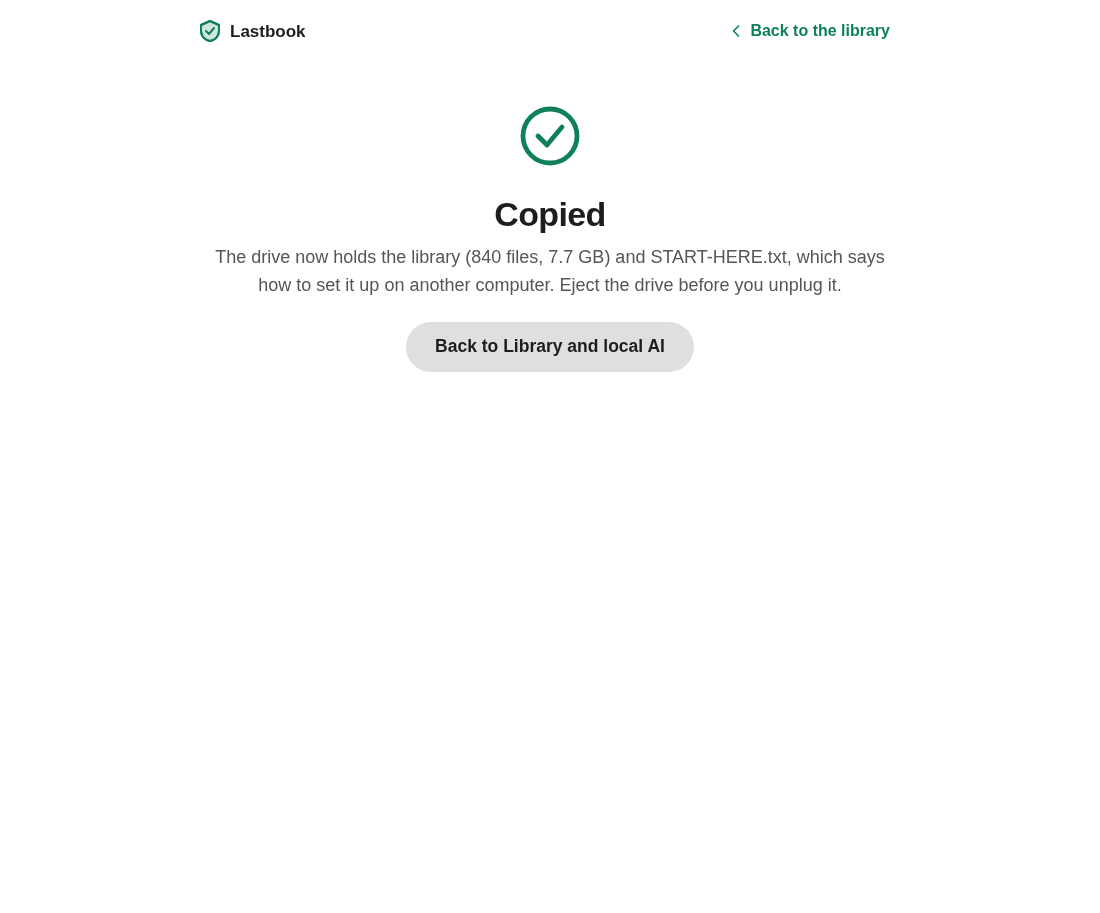 Lastbook
Back to the library
Copied
The drive now holds the library (840 files, 7.7 GB) and START-HERE.txt, which says
how to set it up on another computer. Eject the drive before you unplug it.
Back to Library and local AI